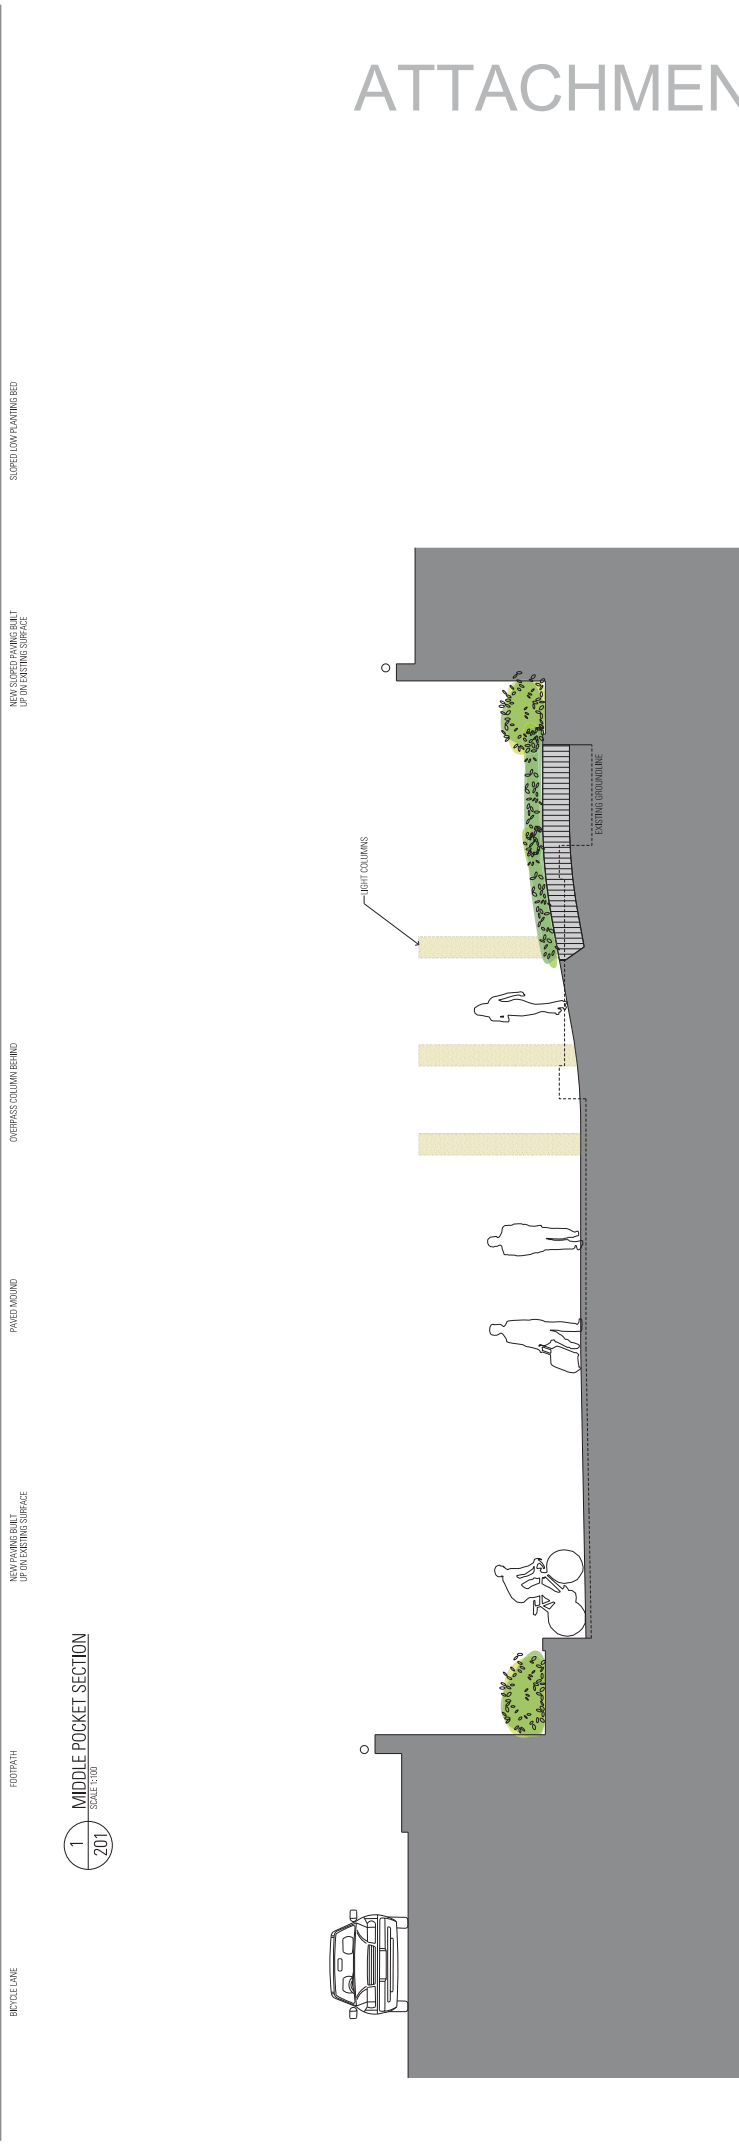 ATTACHMEN
SLOPED LOW PLANTING BED
NEW SLOPED PAVING BUILT
UP ON EXISTING SURFACE
OVERPASS COLUMN BEHIND
PAVED MOUND
NEW PAVING BUILT
UP ON EXISTING SURFACE
FOOTPATH
BICYCLE LANE
LIGHT COLUMNS
EXISTING GROUNDLINE
1
201
MIDDLE POCKET SECTION
SCALE 1:100